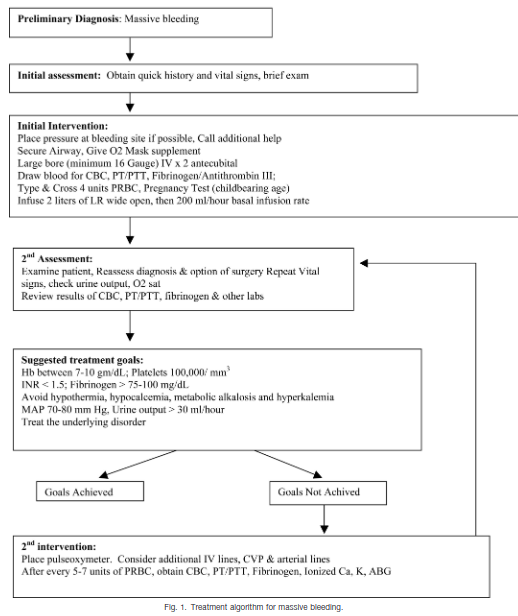 Preliminary Diagnosis: Massive bleeding
Initial assessment: Obtain quick history and vital signs, brief exam
Initial Intervention:
Place pressure at bleeding site if possible, Call additional help
Secure Airway, Give O2 Mask supplement
Large bore (minimum 16 Gauge) IV x 2 antecubital
Draw blood for CBC, PT/PTT, Fibrinogen/Antithrombin III;
Type & Cross 4 units PRBC, Pregnancy Test (childbearing age)
Infuse 2 liters of LR wide open, then 200 ml/hour basal infusion rate
2nd Assessment:
Examine patient, Reassess diagnosis & option of surgery Repeat Vital
signs, check urine output, O2 sat
Review results of CBC, PT/PTT, fibrinogen & other labs
Suggested treatment goals:
Hb between 7-10 gm/dL; Platelets 100,000/ mm3
INR < 1.5; Fibrinogen > 75-100 mg/dL
Avoid hypothermia, hypocalcemia, metabolic alkalosis and hyperkalemia
MAP 70-80 mm Hg, Urine output > 30 ml/hour
Treat the underlying disorder
Goals Achieved
Goals Not Achived
2nd intervention:
Place pulseoxymeter. Consider additional IV lines, CVP & arterial lines
After every 5-7 units of PRBC, obtain CBC, PT/PTT, Fibrinogen, Ionized Ca, K, ABG
Fig. 1. Treatment algorithm for massive bleeding.